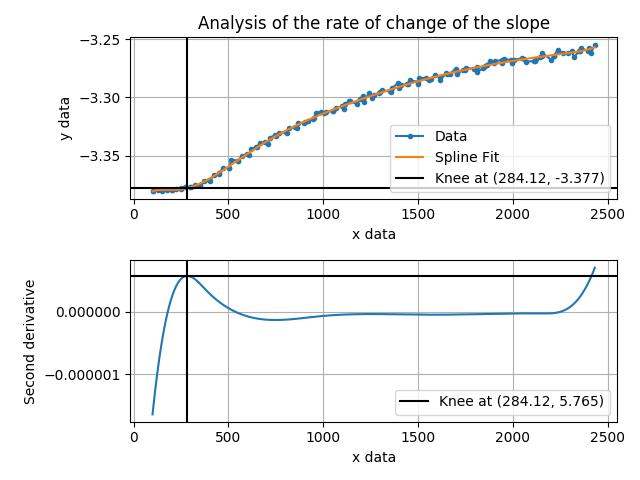 Analysis of the rate of change of the slope
−3.25
−3.30
−3.35
y data
Data
Spline Fit
Knee at (284.12, -3.377)
0
500
1000
1500
2000
2500
x data
0.000000
−0.000001
Second derivative
Knee at (284.12, 5.765)
0
500
1000
1500
2000
2500
x data